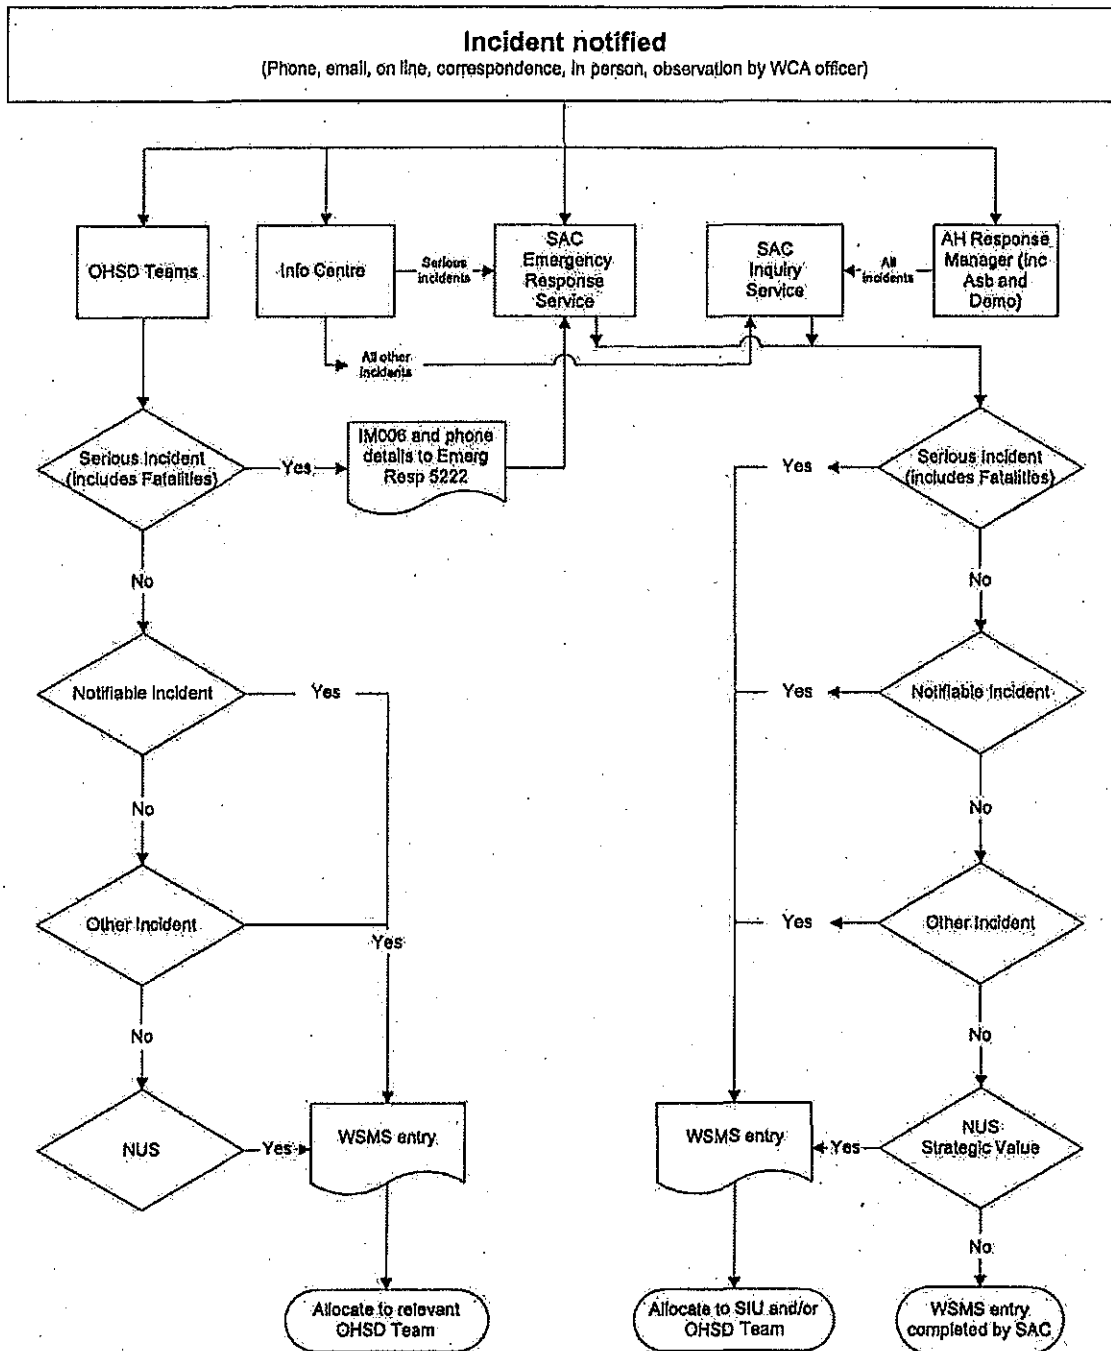 Incident notified
(Phone, email, on line, correspondence, in person, observation by WCA officer)
OHSD Teams
Info Centre
Serious
incidents
SAC
Emergency
Response
Service
SAC
Inquiry
Service
All
incidents
AH Response
Manager (inc
Asb and
Demo)
All other
incidents
Serious Incident
(includes Fatalities)
Yes
IM006 and phone
details to Emerg
Resp 5222
Yes
Serious Incident
(includes Fatalities)
No
No
Notifiable Incident
Yes
Yes
Notifiable Incident
No
No
Other Incident
Yes
Yes
Other Incident
No
No
NUS
Yes
WSMS entry
WSMS entry
Yes
NUS
Strategic Value
No
Allocate to relevant
OHSD Team
Allocate to SIU and/or
OHSD Team
WSMS entry
completed by SAC